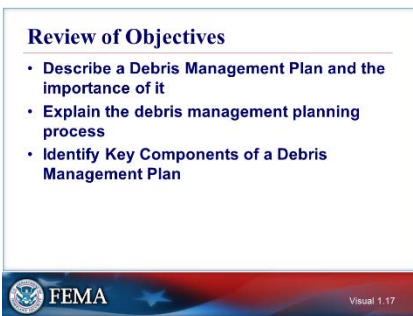 Review of Objectives
• Describe a Debris Management Plan and the
importance of it
• Explain the debris management planning
process
• Identify Key Components of a Debris
Management Plan
FEMA
Visual 1.17